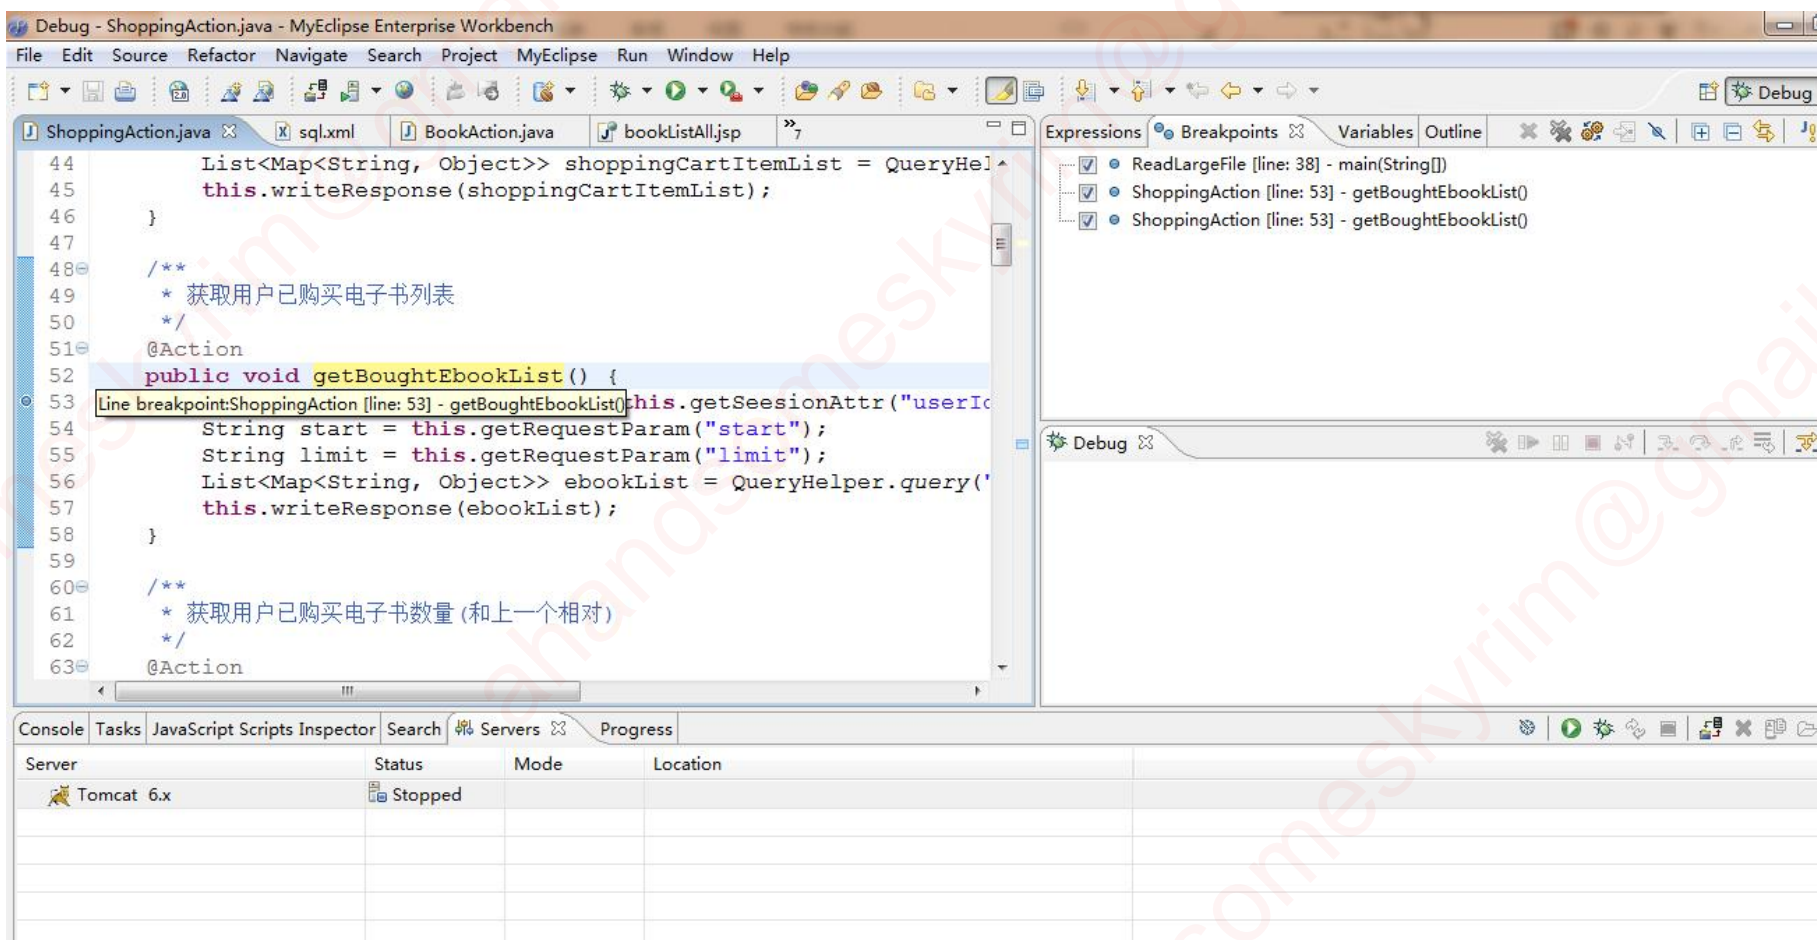 Debug - ShoppingAction.java - MyEclipse Enterprise Workbench
File Edit Source Refactor Navigate Search Project MyEclipse Run Window Help
Debug
ShoppingAction.java sql.xml BookAction.java bookListAll.jsp »7
Expressions Breakpoints Variables Outline
44 List<Map<String, Object>> shoppingCartItemList = QueryHel
45 this.writeResponse(shoppingCartItemList);
46 }
47
48 /**
49 * 获取用户已购买电子书列表
50 */
51 @Action
52 public void getBoughtEbookList() {
53 Line breakpoint:ShoppingAction [line: 53] - getBoughtEbookList() this.getSeesionAttr("userId
54 String start = this.getRequestParam("start");
55 String limit = this.getRequestParam("limit");
56 List<Map<String, Object>> ebookList = QueryHelper.query("
57 this.writeResponse(ebookList);
58 }
59
60 /**
61 * 获取用户已购买电子书数量(和上一个相对)
62 */
63 @Action
ReadLargeFile [line: 38] - main(String[])
ShoppingAction [line: 53] - getBoughtEbookList()
ShoppingAction [line: 53] - getBoughtEbookList()
Debug
Console Tasks JavaScript Scripts Inspector Search Servers Progress
Server Status Mode Location
Tomcat 6.x Stopped